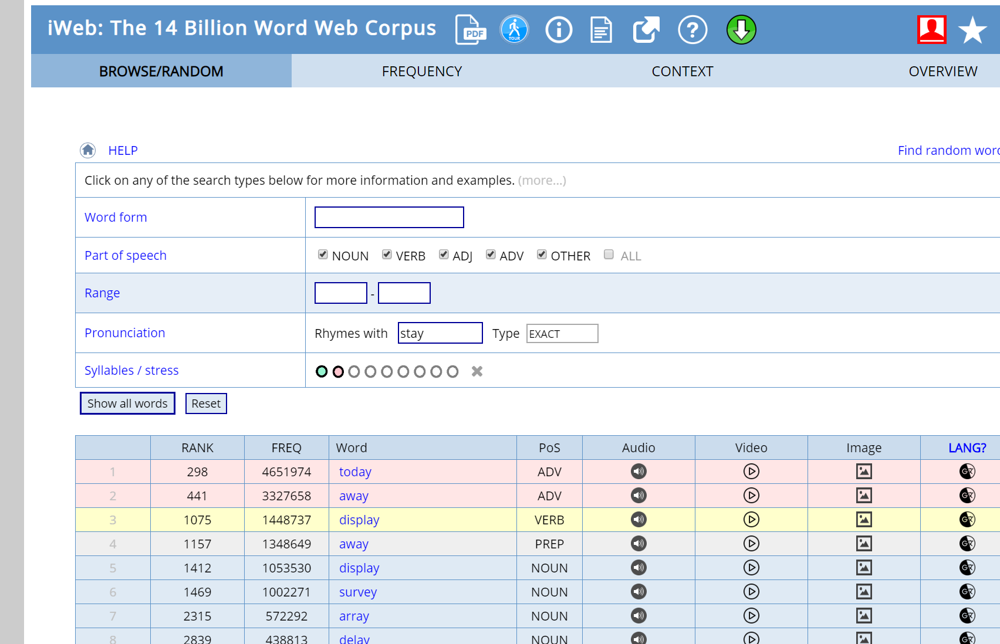 iWeb: The 14 Billion Word Web Corpus PDF TOUR
BROWSE/RANDOM FREQUENCY CONTEXT OVERVIEW
HELP Find random
Click on any of the search types below for more information and examples. (more...)
Word form
Part of speech NOUN VERB ADJ ADV OTHER ALL
Range -
Pronunciation Rhymes with stay Type EXACT
Syllables / stress
Show all words Reset
RANK FREQ Word PoS Audio Video Image LANG?
1 298 4651974 today ADV
2 441 3327658 away ADV
3 1075 1448737 display VERB
4 1157 1348649 away PREP
5 1412 1053530 display NOUN
6 1469 1002271 survey NOUN
7 2315 572292 array NOUN
8 2839 438813 delay NOUN